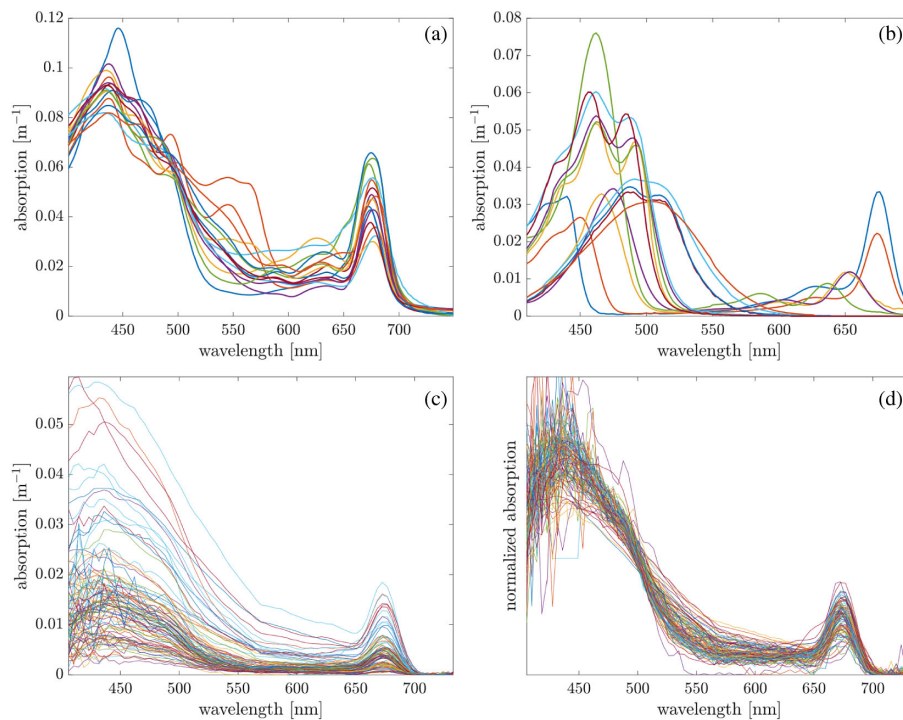 (a)
absorption [m⁻¹]
0.12
0.1
0.08
0.06
0.04
0.02
0
450 500 550 600 650 700
wavelength [nm]
(b)
absorption [m⁻¹]
0.08
0.07
0.06
0.05
0.04
0.03
0.02
0.01
0
450 500 550 600 650
wavelength [nm]
(c)
absorption [m⁻¹]
0.05
0.04
0.03
0.02
0.01
0
450 500 550 600 650 700
wavelength [nm]
(d)
normalized absorption
450 500 550 600 650 700
wavelength [nm]